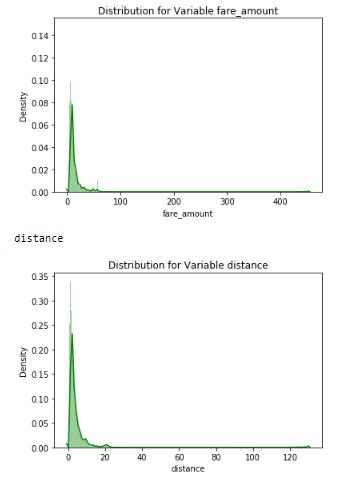 Distribution for Variable fare_amount
0.14
0.12
0.10
0.08
0.06
0.04
0.02
0.00
Density
0 100 200 300 400
fare_amount
distance
Distribution for Variable distance
0.35
0.30
0.25
0.20
0.15
0.10
0.05
0.00
Density
0 20 40 60 80 100 120
distance